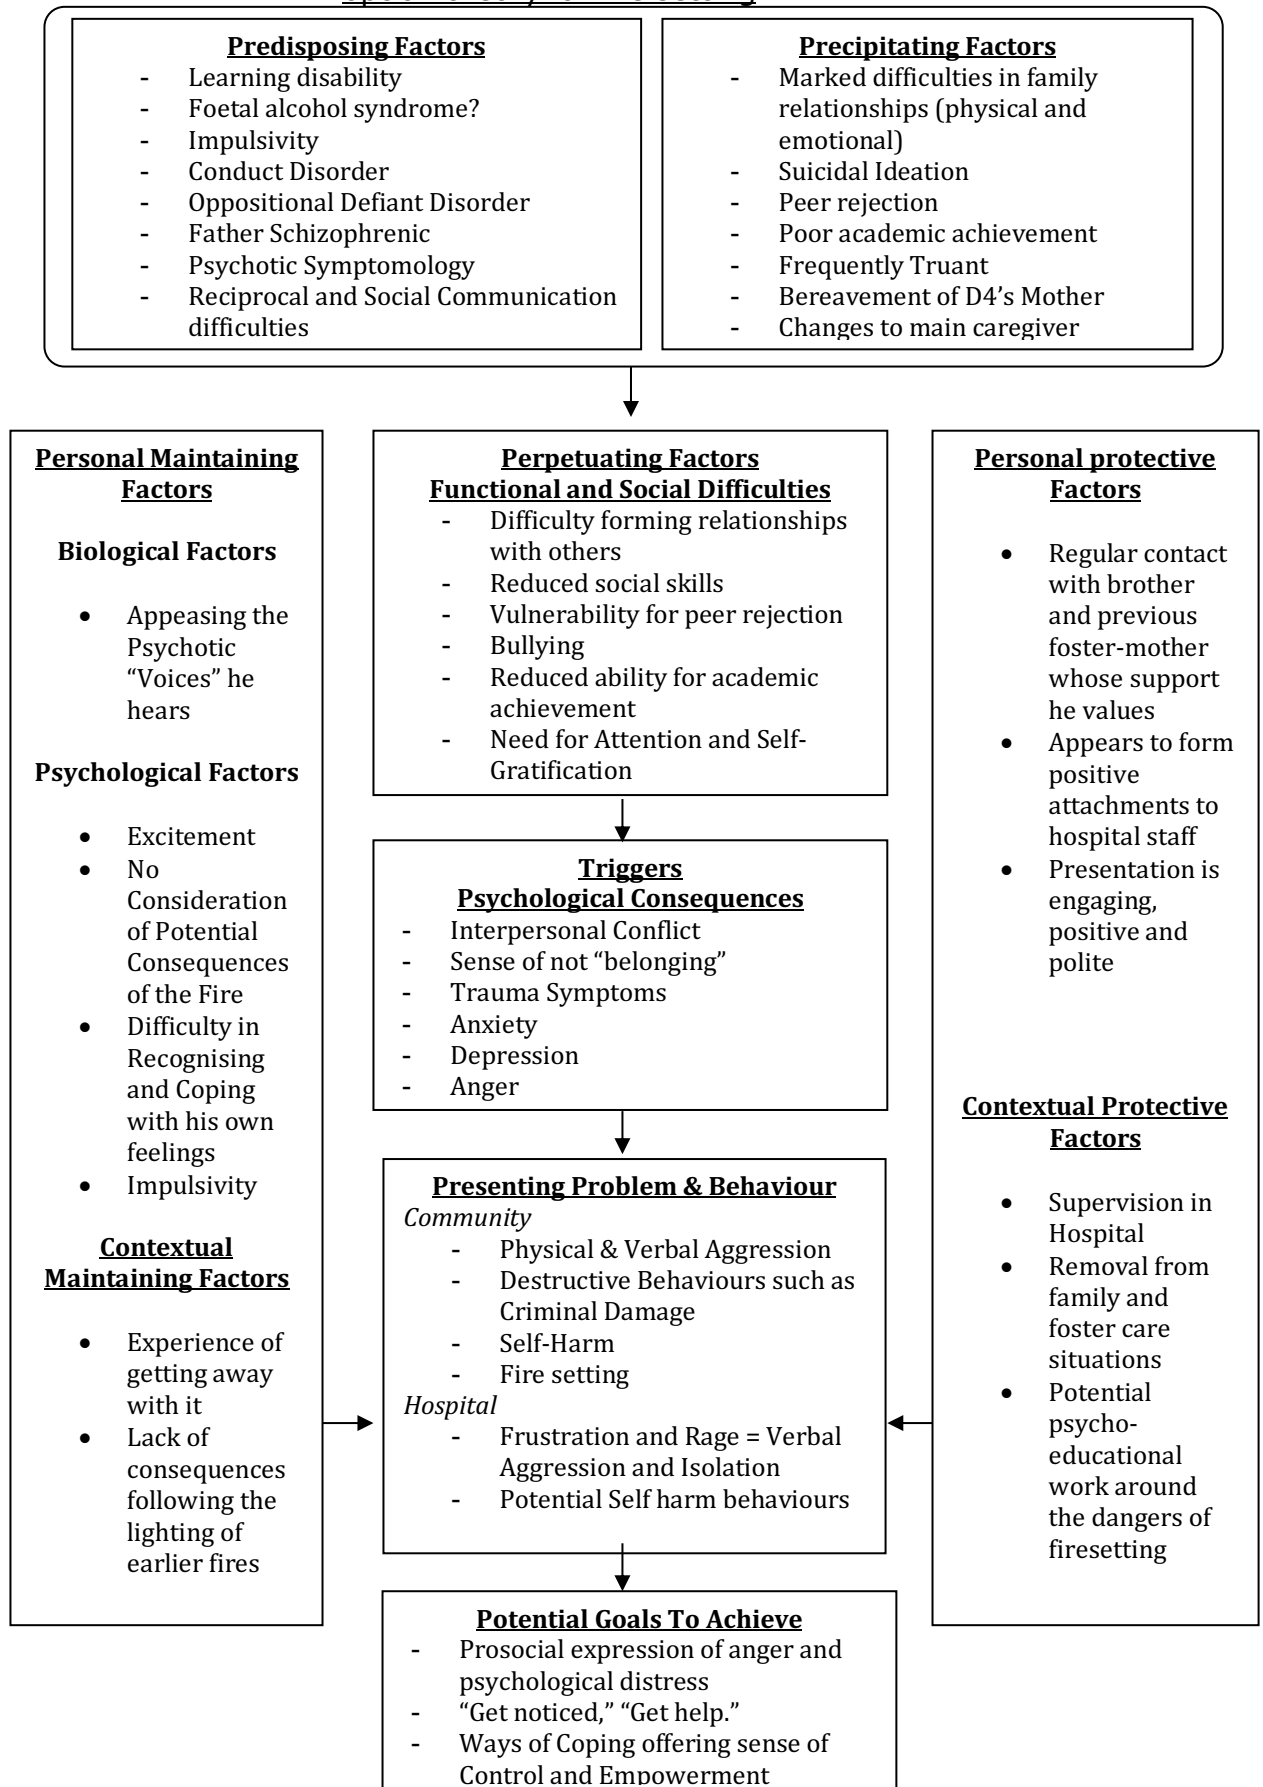 Predisposing Factors
- Learning disability
- Foetal alcohol syndrome?
- Impulsivity
- Conduct Disorder
- Oppositional Defiant Disorder
- Father Schizophrenic
- Psychotic Symptomology
- Reciprocal and Social Communication
difficulties
Precipitating Factors
- Marked difficulties in family
relationships (physical and
emotional)
- Suicidal Ideation
- Peer rejection
- Poor academic achievement
- Frequently Truant
- Bereavement of D4’s Mother
- Changes to main caregiver
Personal Maintaining
Factors
Biological Factors
• Appeasing the
Psychotic
“Voices” he
hears
Psychological Factors
• Excitement
• No
Consideration
of Potential
Consequences
of the Fire
• Difficulty in
Recognising
and Coping
with his own
feelings
• Impulsivity
Contextual
Maintaining Factors
• Experience of
getting away
with it
• Lack of
consequences
following the
lighting of
earlier fires
Perpetuating Factors
Functional and Social Difficulties
- Difficulty forming relationships
with others
- Reduced social skills
- Vulnerability for peer rejection
- Bullying
- Reduced ability for academic
achievement
- Need for Attention and Self-
Gratification
Triggers
Psychological Consequences
- Interpersonal Conflict
- Sense of not “belonging”
- Trauma Symptoms
- Anxiety
- Depression
- Anger
Presenting Problem & Behaviour
Community
- Physical & Verbal Aggression
- Destructive Behaviours such as
Criminal Damage
- Self-Harm
- Fire setting
Hospital
- Frustration and Rage = Verbal
Aggression and Isolation
- Potential Self harm behaviours
Potential Goals To Achieve
- Prosocial expression of anger and
psychological distress
- “Get noticed,” “Get help.”
- Ways of Coping offering sense of
Control and Empowerment
Personal protective
Factors
• Regular contact
with brother
and previous
foster-mother
whose support
he values
• Appears to form
positive
attachments to
hospital staff
• Presentation is
engaging,
positive and
polite
Contextual Protective
Factors
• Supervision in
Hospital
• Removal from
family and
foster care
situations
• Potential
psycho-
educational
work around
the dangers of
firesetting